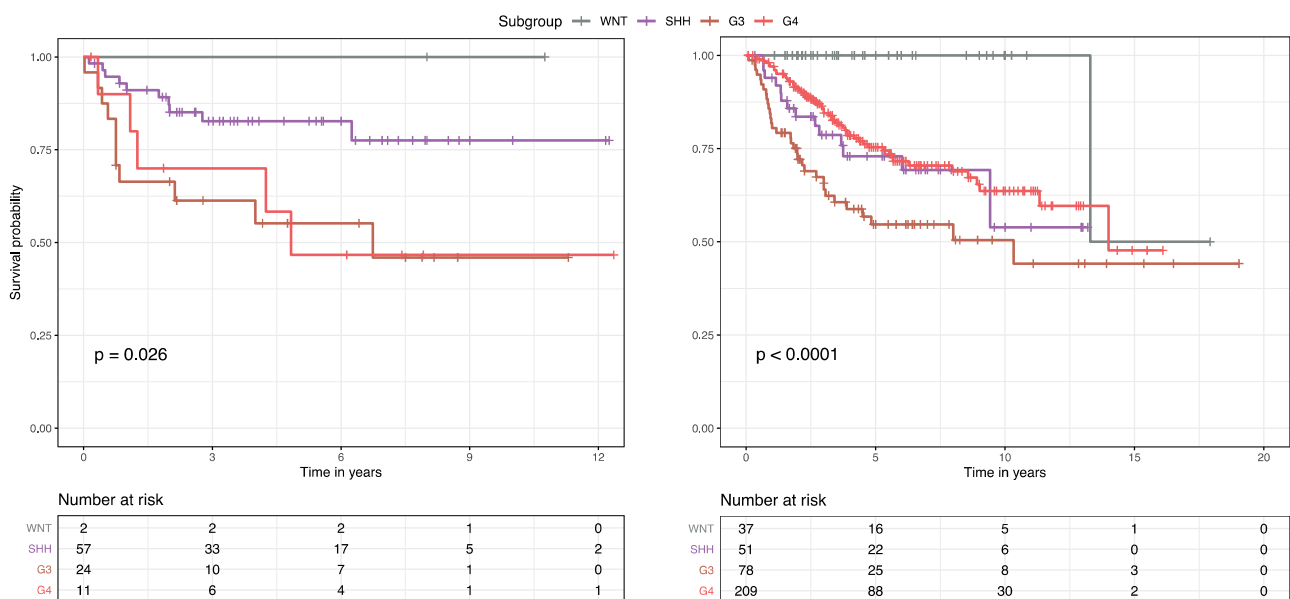 Subgroup WNT SHH G3 G4
Survival probability
1.00
0.75
0.50
0.25
0.00
p = 0.026
0 3 6 9 12
Time in years
Number at risk
WNT 2 2 2 1 0
SHH 57 33 17 5 2
G3 24 10 7 1 0
G4 11 6 4 1 1
1.00
0.75
0.50
0.25
0.00
p < 0.0001
0 5 10 15 20
Time in years
Number at risk
WNT 37 16 5 1 0
SHH 51 22 6 0 0
G3 78 25 8 3 0
G4 209 88 30 2 0